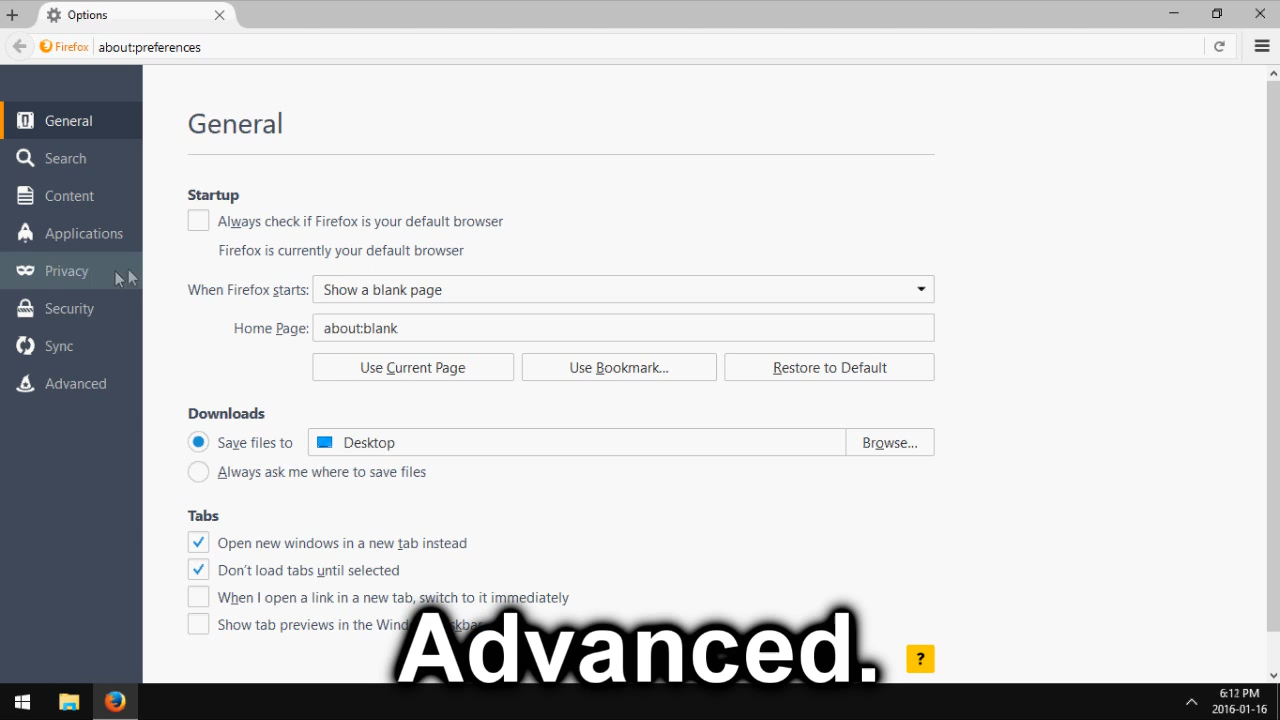 Options
Firefox about:preferences
General
Search
Content
Applications
Privacy
Security
Sync
Advanced
General
Startup
Always check if Firefox is your default browser
Firefox is currently your default browser
When Firefox starts: Show a blank page
Home Page: about:blank
Use Current Page Use Bookmark... Restore to Default
Downloads
Save files to Desktop Browse...
Always ask me where to save files
Tabs
Open new windows in a new tab instead
Don't load tabs until selected
When I open a link in a new tab, switch to it immediately
Show tab previews in the
Advanced.
?
6:12 PM
2016-01-16